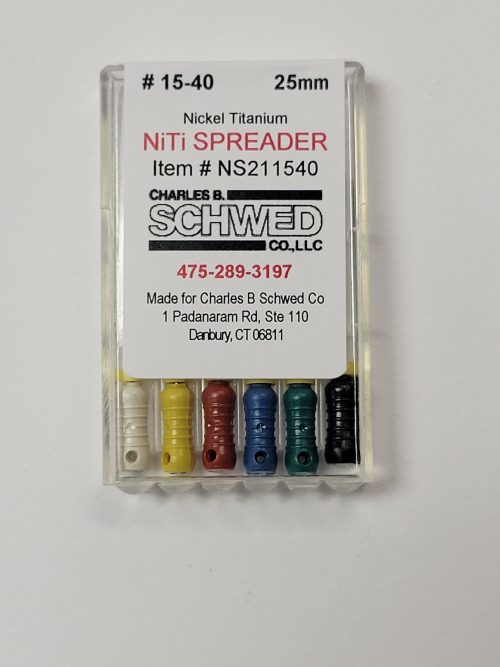 # 15-40 25mm
Nickel Titanium
NiTi SPREADER
Item # NS211540
CHARLES B.
SCHWED
CO.,LLC
475-289-3197
Made for Charles B Schwed Co
1 Padanaram Rd, Ste 110
Danbury, CT 06811